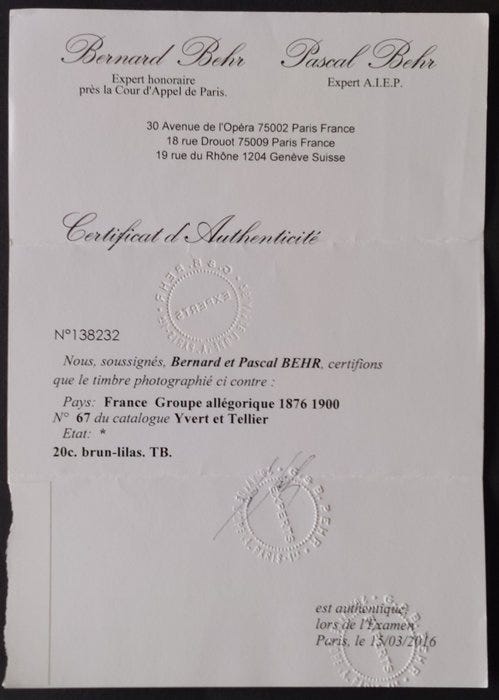 Bernard Behr
Expert honoraire
près la Cour d'Appel de Paris.
Pascal Behr
Expert A.I.E.P.
30 Avenue de l'Opéra 75002 Paris France
18 rue Drouot 75009 Paris France
19 rue du Rhône 1204 Genève Suisse
Certificat d'Authenticité
EXPERTS
N°138232
Nous, soussignés, Bernard et Pascal BEHR, certifions
que le timbre photographié ci contre :
Pays: France Groupe allégorique 1876 1900
N° 67 du catalogue Yvert et Tellier
Etat: *
20c. brun-lilas. TB.
EXPERTS
est authentique,
lors de l'Examen
Paris, le 15/03/2016
EXPERTS